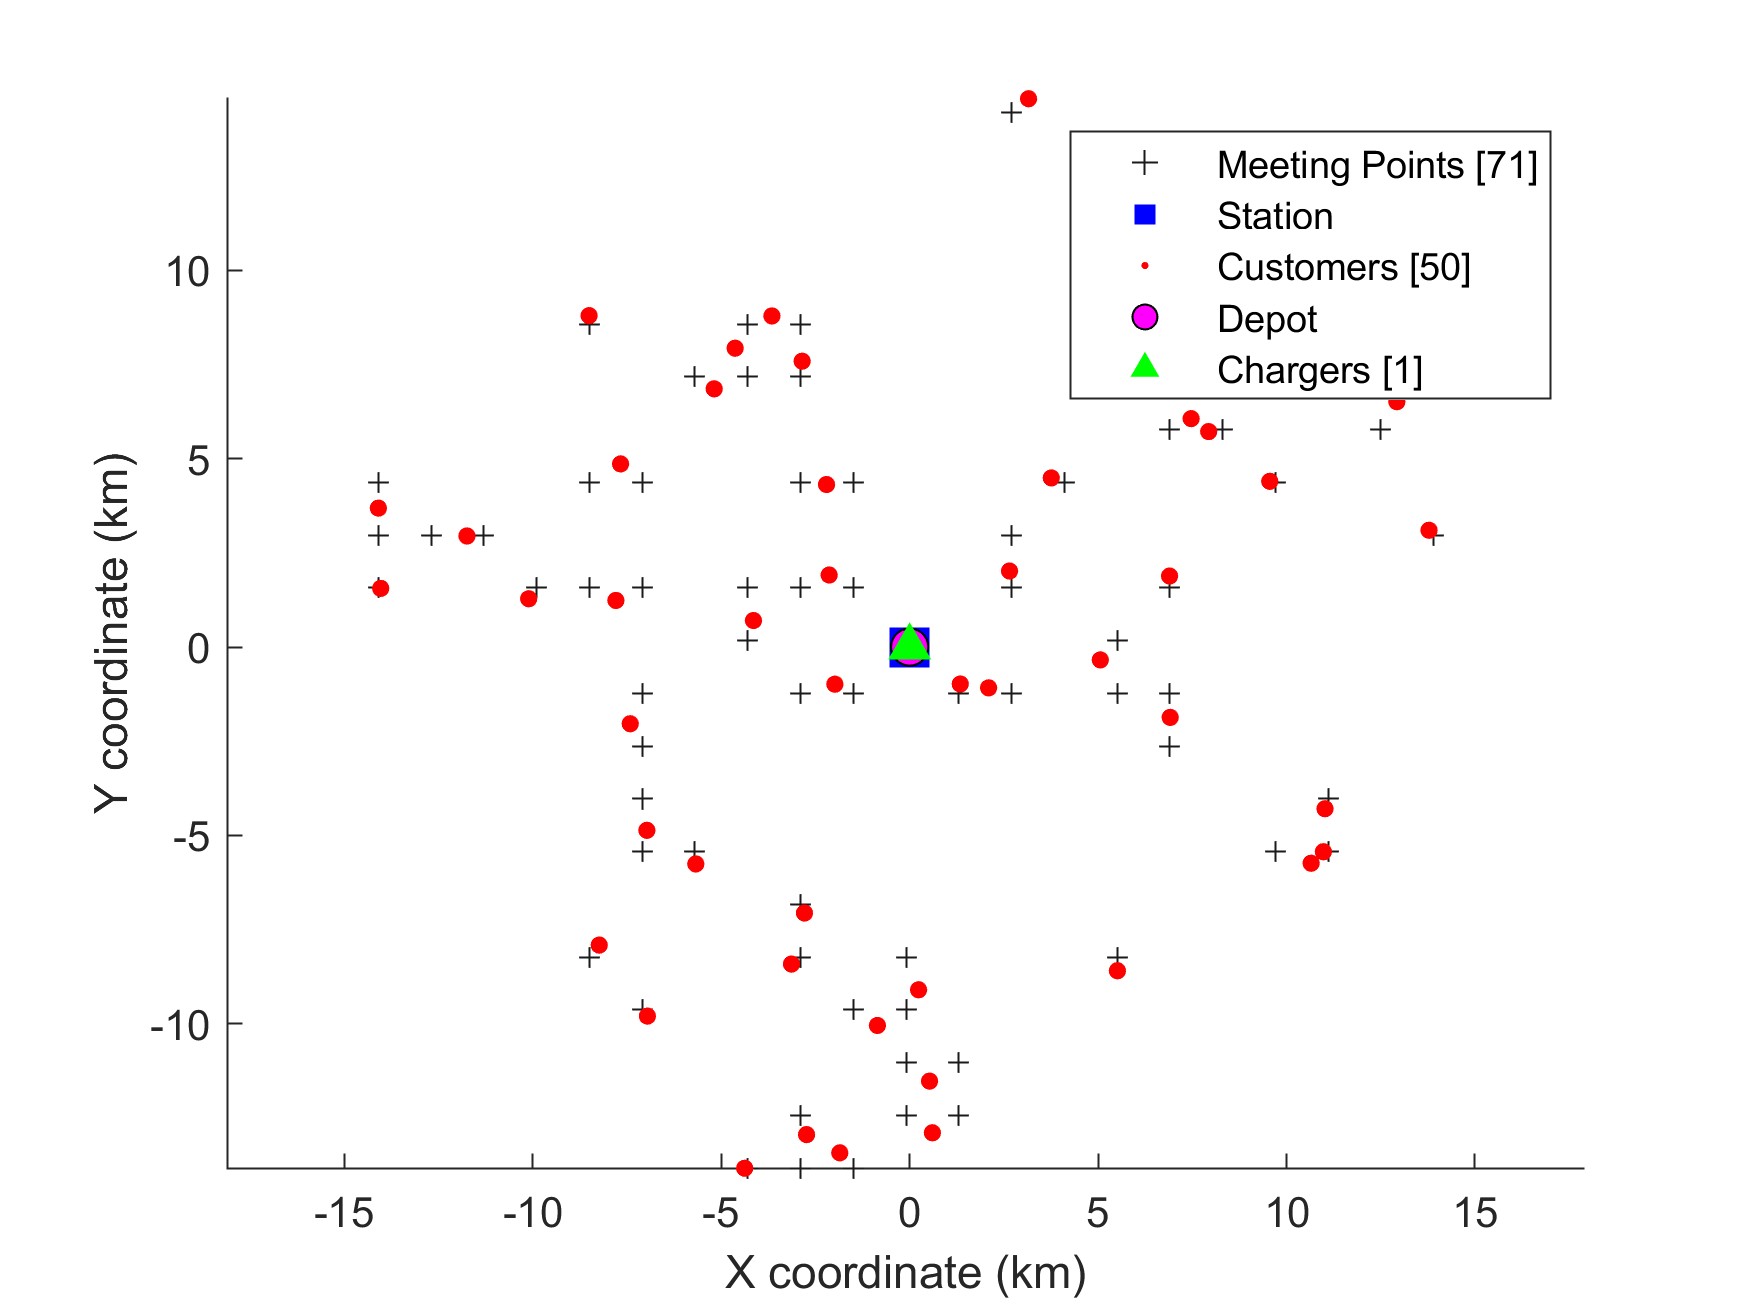 Meeting Points [71]
Station
Customers [50]
Depot
Chargers [1]
10
5
0
-5
-10
Y coordinate (km)
-15 -10 -5 0 5 10 15
X coordinate (km)